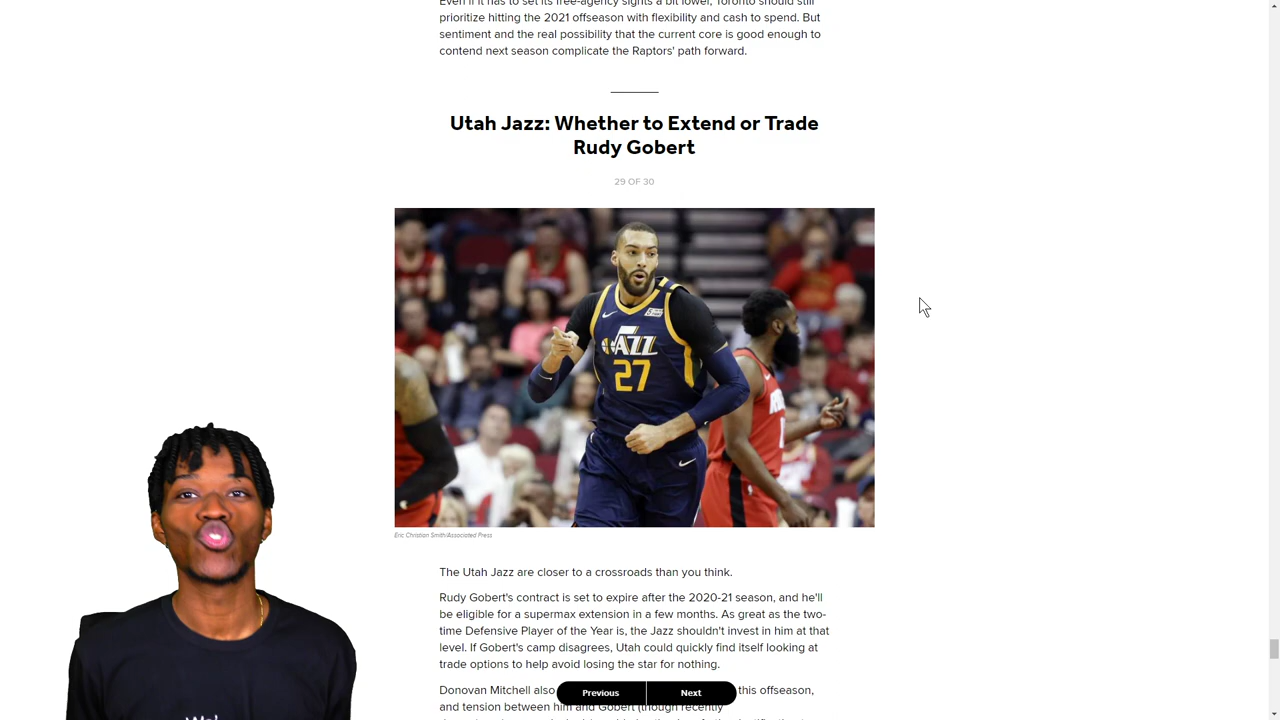 Even if it has to set its free-agency sights a bit lower, Toronto should still
prioritize hitting the 2021 offseason with flexibility and cash to spend. But
sentiment and the real possibility that the current core is good enough to
contend next season complicate the Raptors' path forward.
Utah Jazz: Whether to Extend or Trade
Rudy Gobert
29 OF 30
JAZZ
27
Eric Christian Smith/Associated Press
The Utah Jazz are closer to a crossroads than you think.
Rudy Gobert's contract is set to expire after the 2020-21 season, and he'll
be eligible for a supermax extension in a few months. As great as the two-
time Defensive Player of the Year is, the Jazz shouldn't invest in him at that
level. If Gobert's camp disagrees, Utah could quickly find itself looking at
trade options to help avoid losing the star for nothing.
Previous Next
Donovan Mitchell also this offseason,
and tension between him and Gobert (though recently